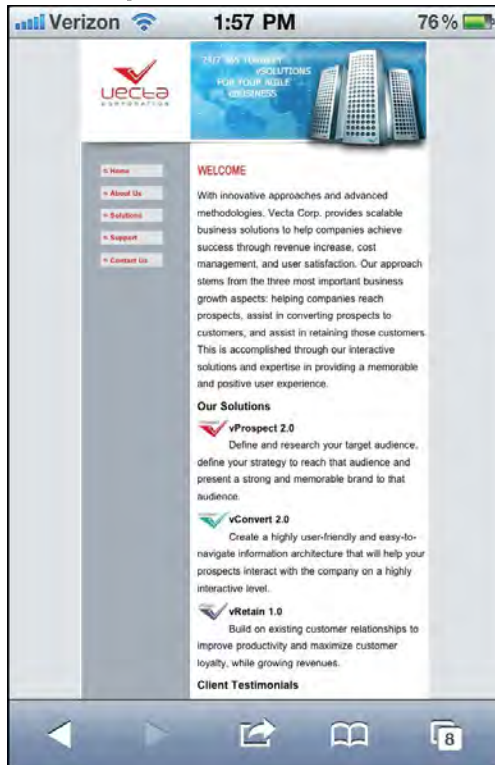 Verizon 1:57 PM 76%
24/7 365 TURNKEY
eSOLUTIONS
FOR YOUR AGILE
eBUSINESS
vecta
CORPORATION
« Home
« About Us
« Solutions
« Support
« Contact Us
WELCOME
With innovative approaches and advanced
methodologies, Vecta Corp. provides scalable
business solutions to help companies achieve
success through revenue increase, cost
management, and user satisfaction. Our approach
stems from the three most important business
growth aspects: helping companies reach
prospects, assist in converting prospects to
customers, and assist in retaining those customers.
This is accomplished through our interactive
solutions and expertise in providing a memorable
and positive user experience.
Our Solutions
vProspect 2.0
Define and research your target audience,
define your strategy to reach that audience and
present a strong and memorable brand to that
audience.
vConvert 2.0
Create a highly user-friendly and easy-to-
navigate information architecture that will help your
prospects interact with the company on a highly
interactive level.
vRetain 1.0
Build on existing customer relationships to
improve productivity and maximize customer
loyalty, while growing revenues.
Client Testimonials
8